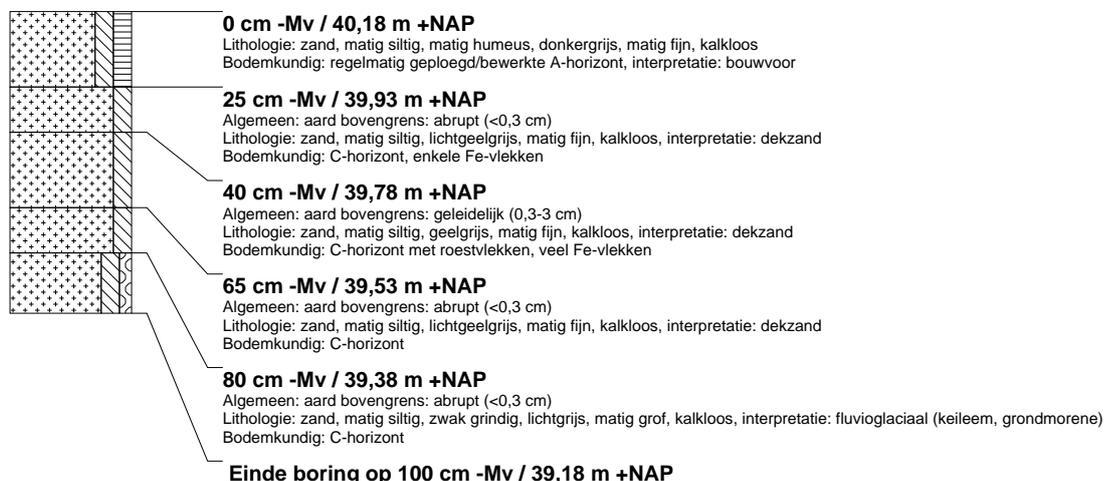 0 cm -Mv / 40,18 m +NAP
Lithologie: zand, matig siltig, matig humeus, donkergrijs, matig fijn, kalkloos
Bodemkundig: regelmatig geploegd/bewerkte A-horizont, interpretatie: bouwvoor
25 cm -Mv / 39,93 m +NAP
Algemeen: aard bovengrens: abrupt (<0,3 cm)
Lithologie: zand, matig siltig, lichtgeelgrijs, matig fijn, kalkloos, interpretatie: dekzand
Bodemkundig: C-horizont, enkele Fe-vlekken
40 cm -Mv / 39,78 m +NAP
Algemeen: aard bovengrens: geleidelijk (0,3-3 cm)
Lithologie: zand, matig siltig, geelgrijs, matig fijn, kalkloos, interpretatie: dekzand
Bodemkundig: C-horizont met roestvlekken, veel Fe-vlekken
65 cm -Mv / 39,53 m +NAP
Algemeen: aard bovengrens: abrupt (<0,3 cm)
Lithologie: zand, matig siltig, lichtgeelgrijs, matig fijn, kalkloos, interpretatie: dekzand
Bodemkundig: C-horizont
80 cm -Mv / 39,38 m +NAP
Algemeen: aard bovengrens: abrupt (<0,3 cm)
Lithologie: zand, matig siltig, zwak grindig, lichtgrijs, matig grof, kalkloos, interpretatie: fluvioglaciaal (keileem, grondmorene)
Bodemkundig: C-horizont
Einde boring op 100 cm -Mv / 39,18 m +NAP